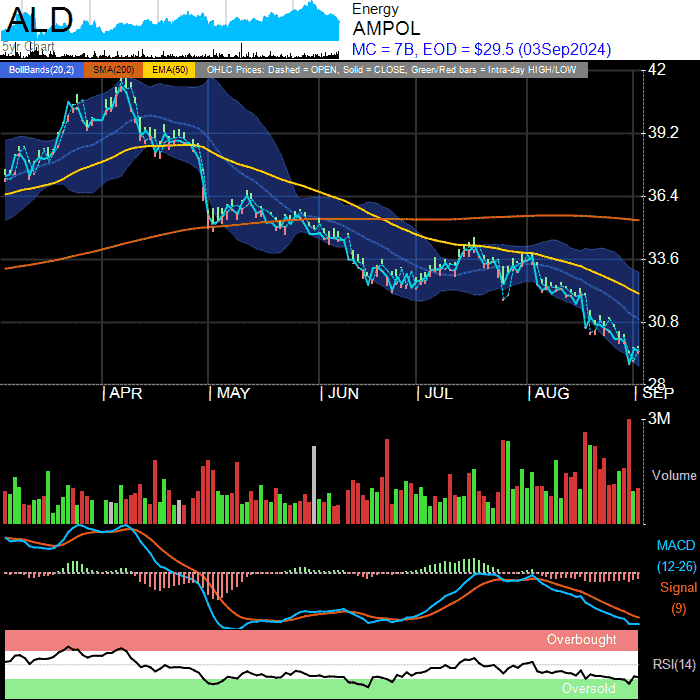 ALD
5yr Chart
Energy
AMPOL
MC = 7B, EOD = $29.5 (03Sep2024)
BollBands(20,2) SMA(200) EMA(50) OHLC Prices: Dashed = OPEN, Solid = CLOSE, Green/Red bars = Intra-day HIGH/LOW
42
39.2
36.4
33.6
30.8
28
| APR | MAY | JUN | JUL | AUG | SEP
3M
Volume
MACD
(12-26)
Signal
(9)
Overbought
RSI(14)
Oversold